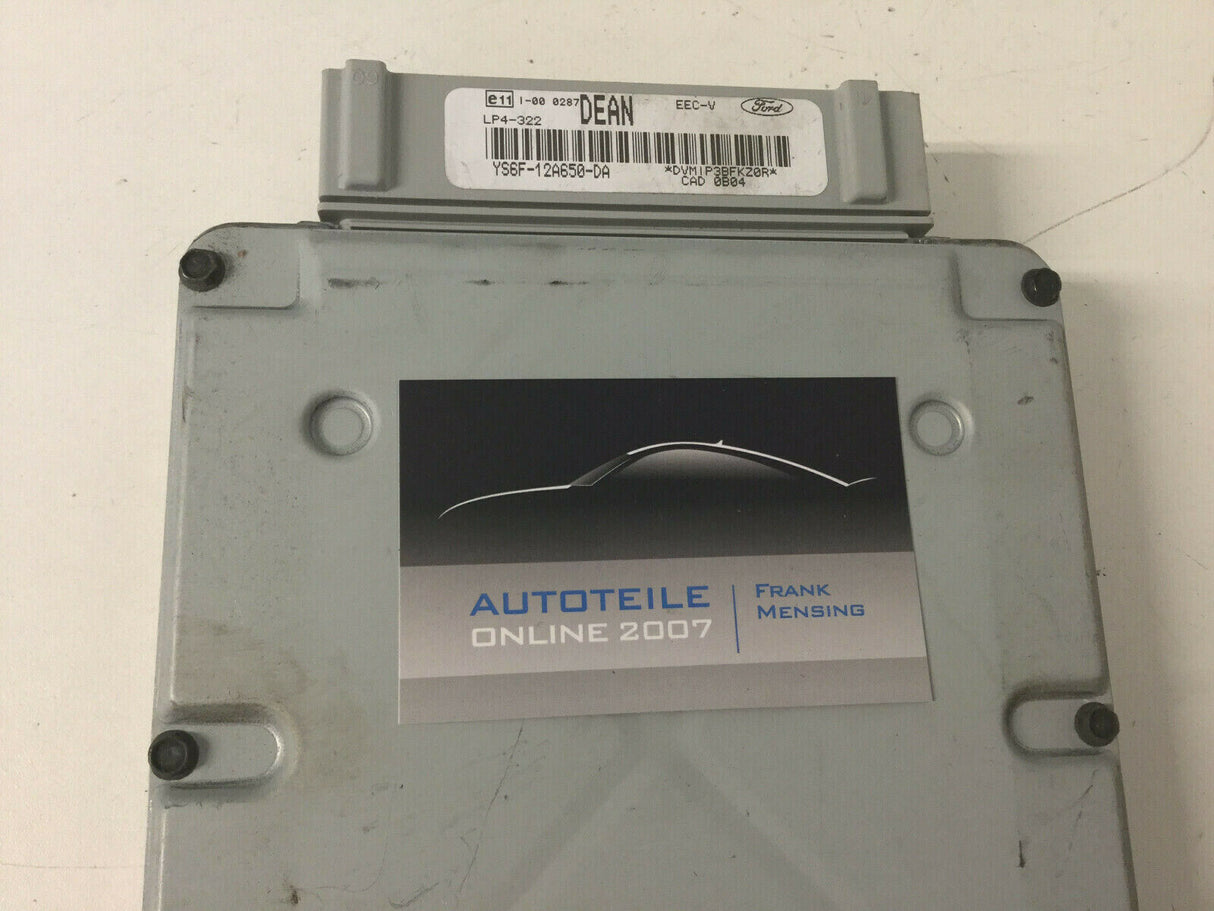 e11 I-00 0287 DEAN EEC-V Ford
LP4-322
YS6F-12A650-DA *DVMIP3BFKZ0R*
CAD 0B04
AUTOTEILE
ONLINE 2007
FRANK
MENSING